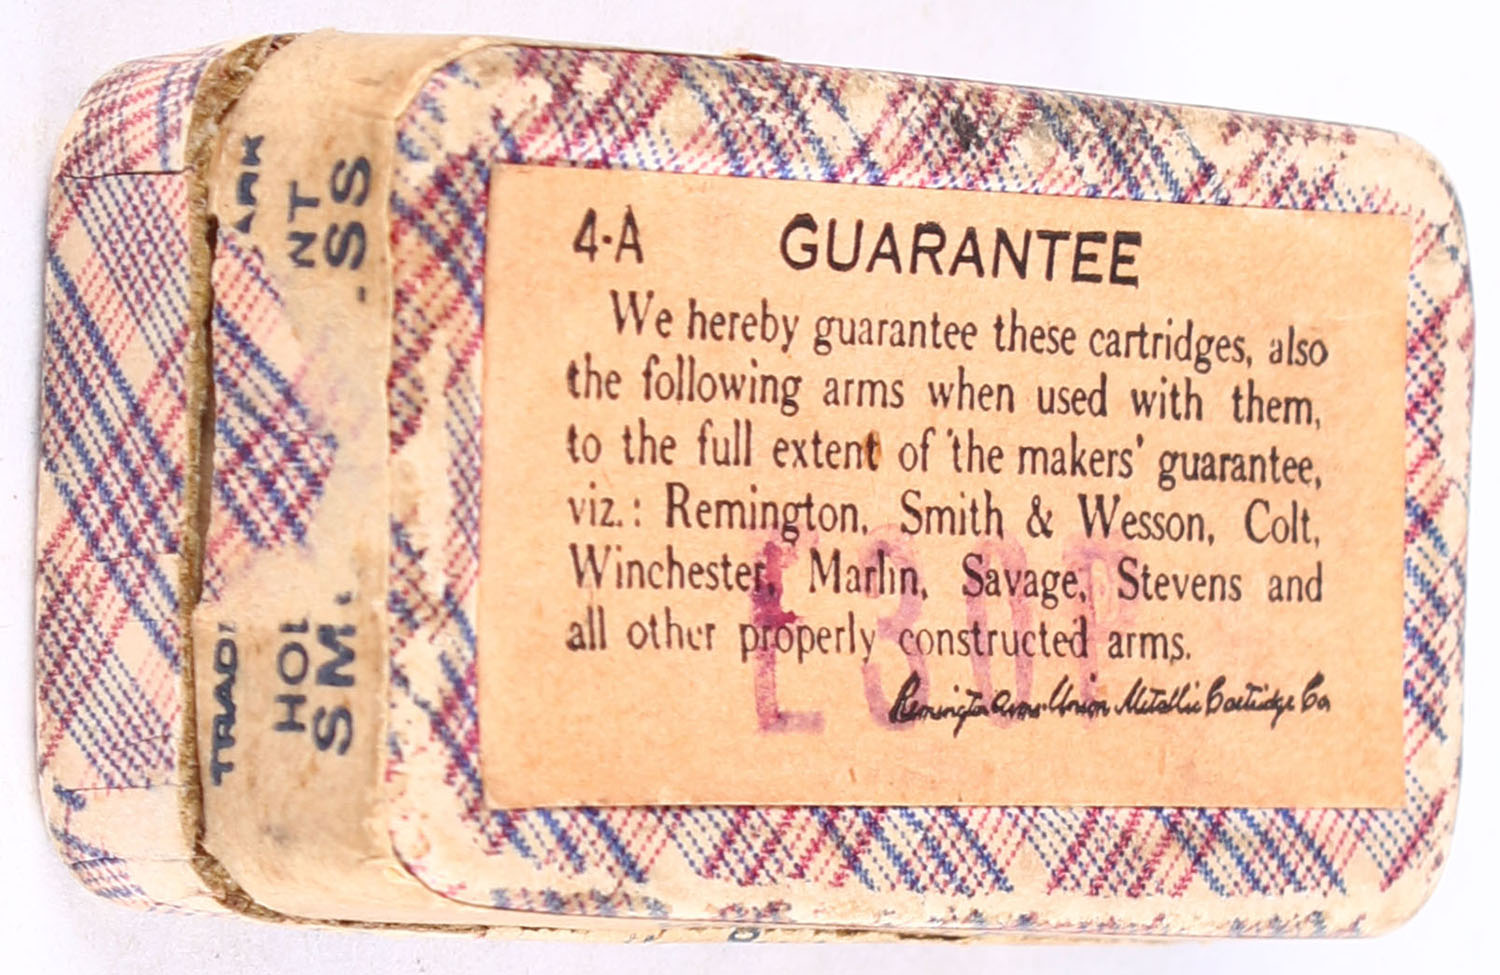 4-A GUARANTEE
We hereby guarantee these cartridges, also
the following arms when used with them,
to the full extent of the makers' guarantee,
viz.: Remington, Smith & Wesson, Colt,
Winchester, Marlin, Savage, Stevens and
all other properly constructed arms.
Remington Arms-Union Metallic Cartridge Co
E30P
TRAD
ARK
HOL
NT
SM
SS